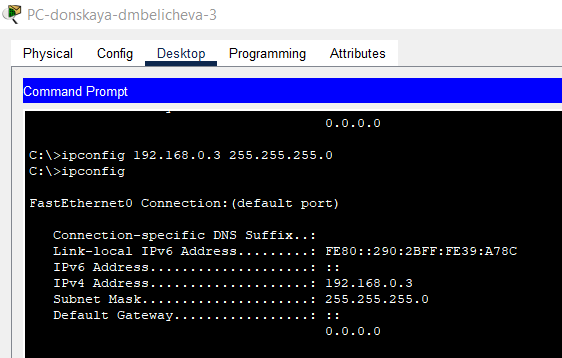 PC-donskaya-dmbelicheva-3
Physical Config Desktop Programming Attributes
Command Prompt
0.0.0.0
C:\>ipconfig 192.168.0.3 255.255.255.0
C:\>ipconfig
FastEthernet0 Connection:(default port)
Connection-specific DNS Suffix..:
Link-local IPv6 Address.........: FE80::290:2BFF:FE39:A78C
IPv6 Address....................: ::
IPv4 Address....................: 192.168.0.3
Subnet Mask.....................: 255.255.255.0
Default Gateway.................: ::
0.0.0.0